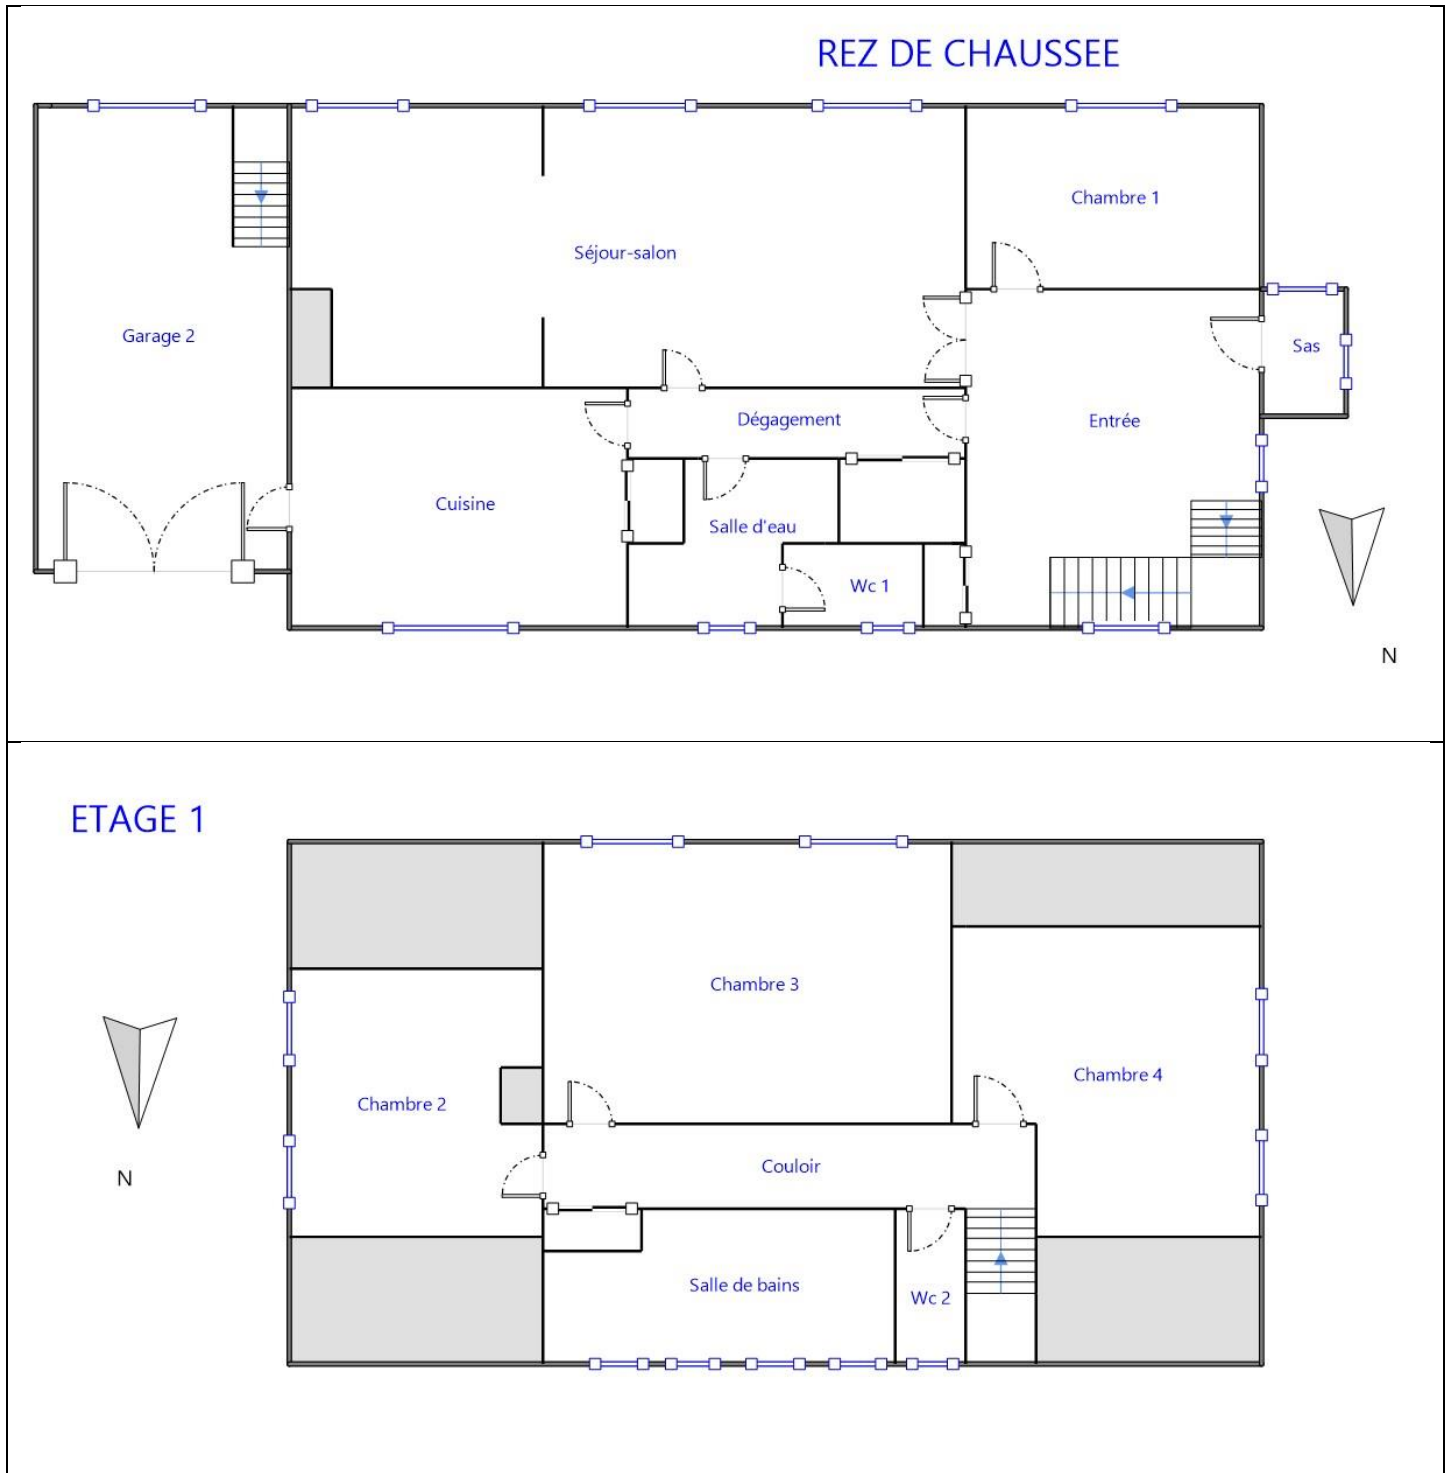 REZ DE CHAUSSEE
Chambre 1
Séjour-salon
Garage 2
Sas
Dégagement
Entrée
Cuisine
Salle d'eau
Wc 1
N
ETAGE 1
Chambre 3
Chambre 4
Chambre 2
Couloir
N
Salle de bains
Wc 2